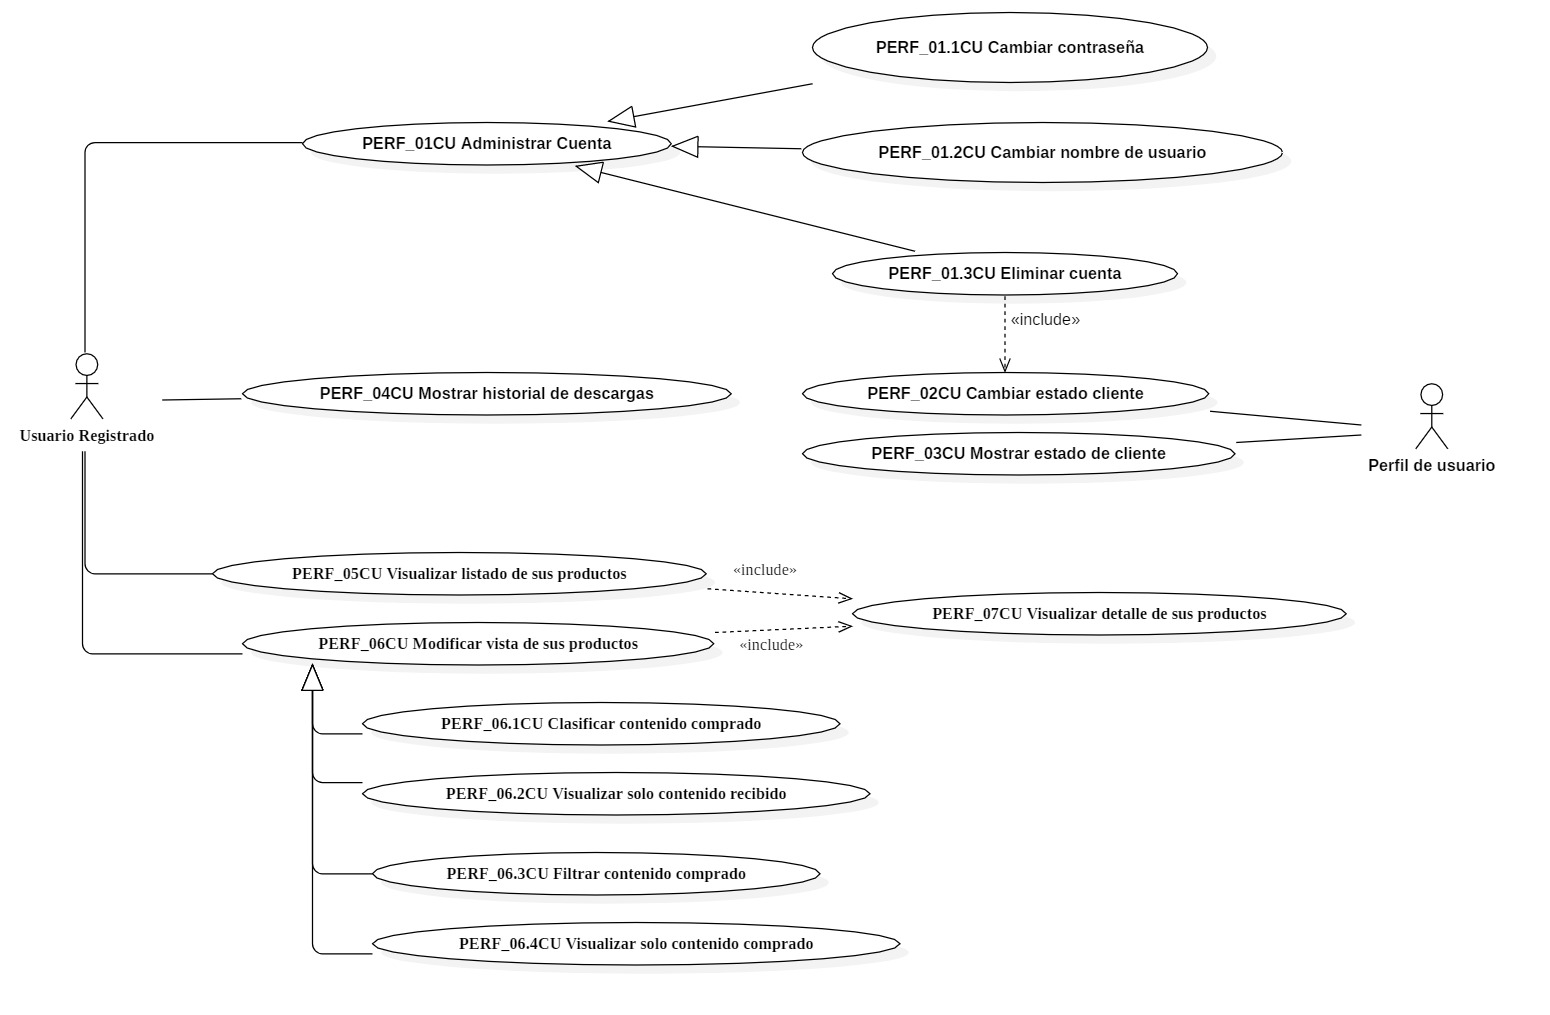 PERF_01.1CU Cambiar contraseña
PERF_01CU Administrar Cuenta
PERF_01.2CU Cambiar nombre de usuario
PERF_01.3CU Eliminar cuenta
«include»
PERF_04CU Mostrar historial de descargas
PERF_02CU Cambiar estado cliente
Usuario Registrado
PERF_03CU Mostrar estado de cliente
Perfil de usuario
PERF_05CU Visualizar listado de sus productos
«include»
PERF_07CU Visualizar detalle de sus productos
PERF_06CU Modificar vista de sus productos
«include»
PERF_06.1CU Clasificar contenido comprado
PERF_06.2CU Visualizar solo contenido recibido
PERF_06.3CU Filtrar contenido comprado
PERF_06.4CU Visualizar solo contenido comprado